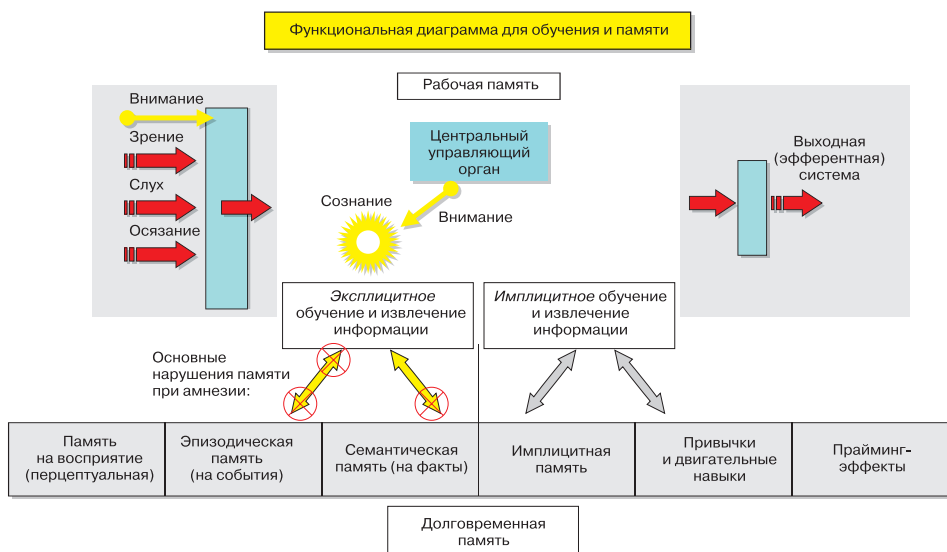 Функциональная диаграмма для обучения и памяти
Рабочая память
Внимание
Зрение
Слух
Осязание
Центральный
управляющий
орган
Сознание
Внимание
Выходная
(эфферентная)
система
Эксплицитное
обучение и извлечение
информации
Имплицитное обучение
и извлечение
информации
Основные
нарушения памяти
при амнезии:
Память
на восприятие
(перцептуальная)
Эпизодическая
память
(на события)
Семантическая
память (на факты)
Имплицитная
память
Привычки
и двигательные
навыки
Прайминг-
эффекты
Долговременная
память